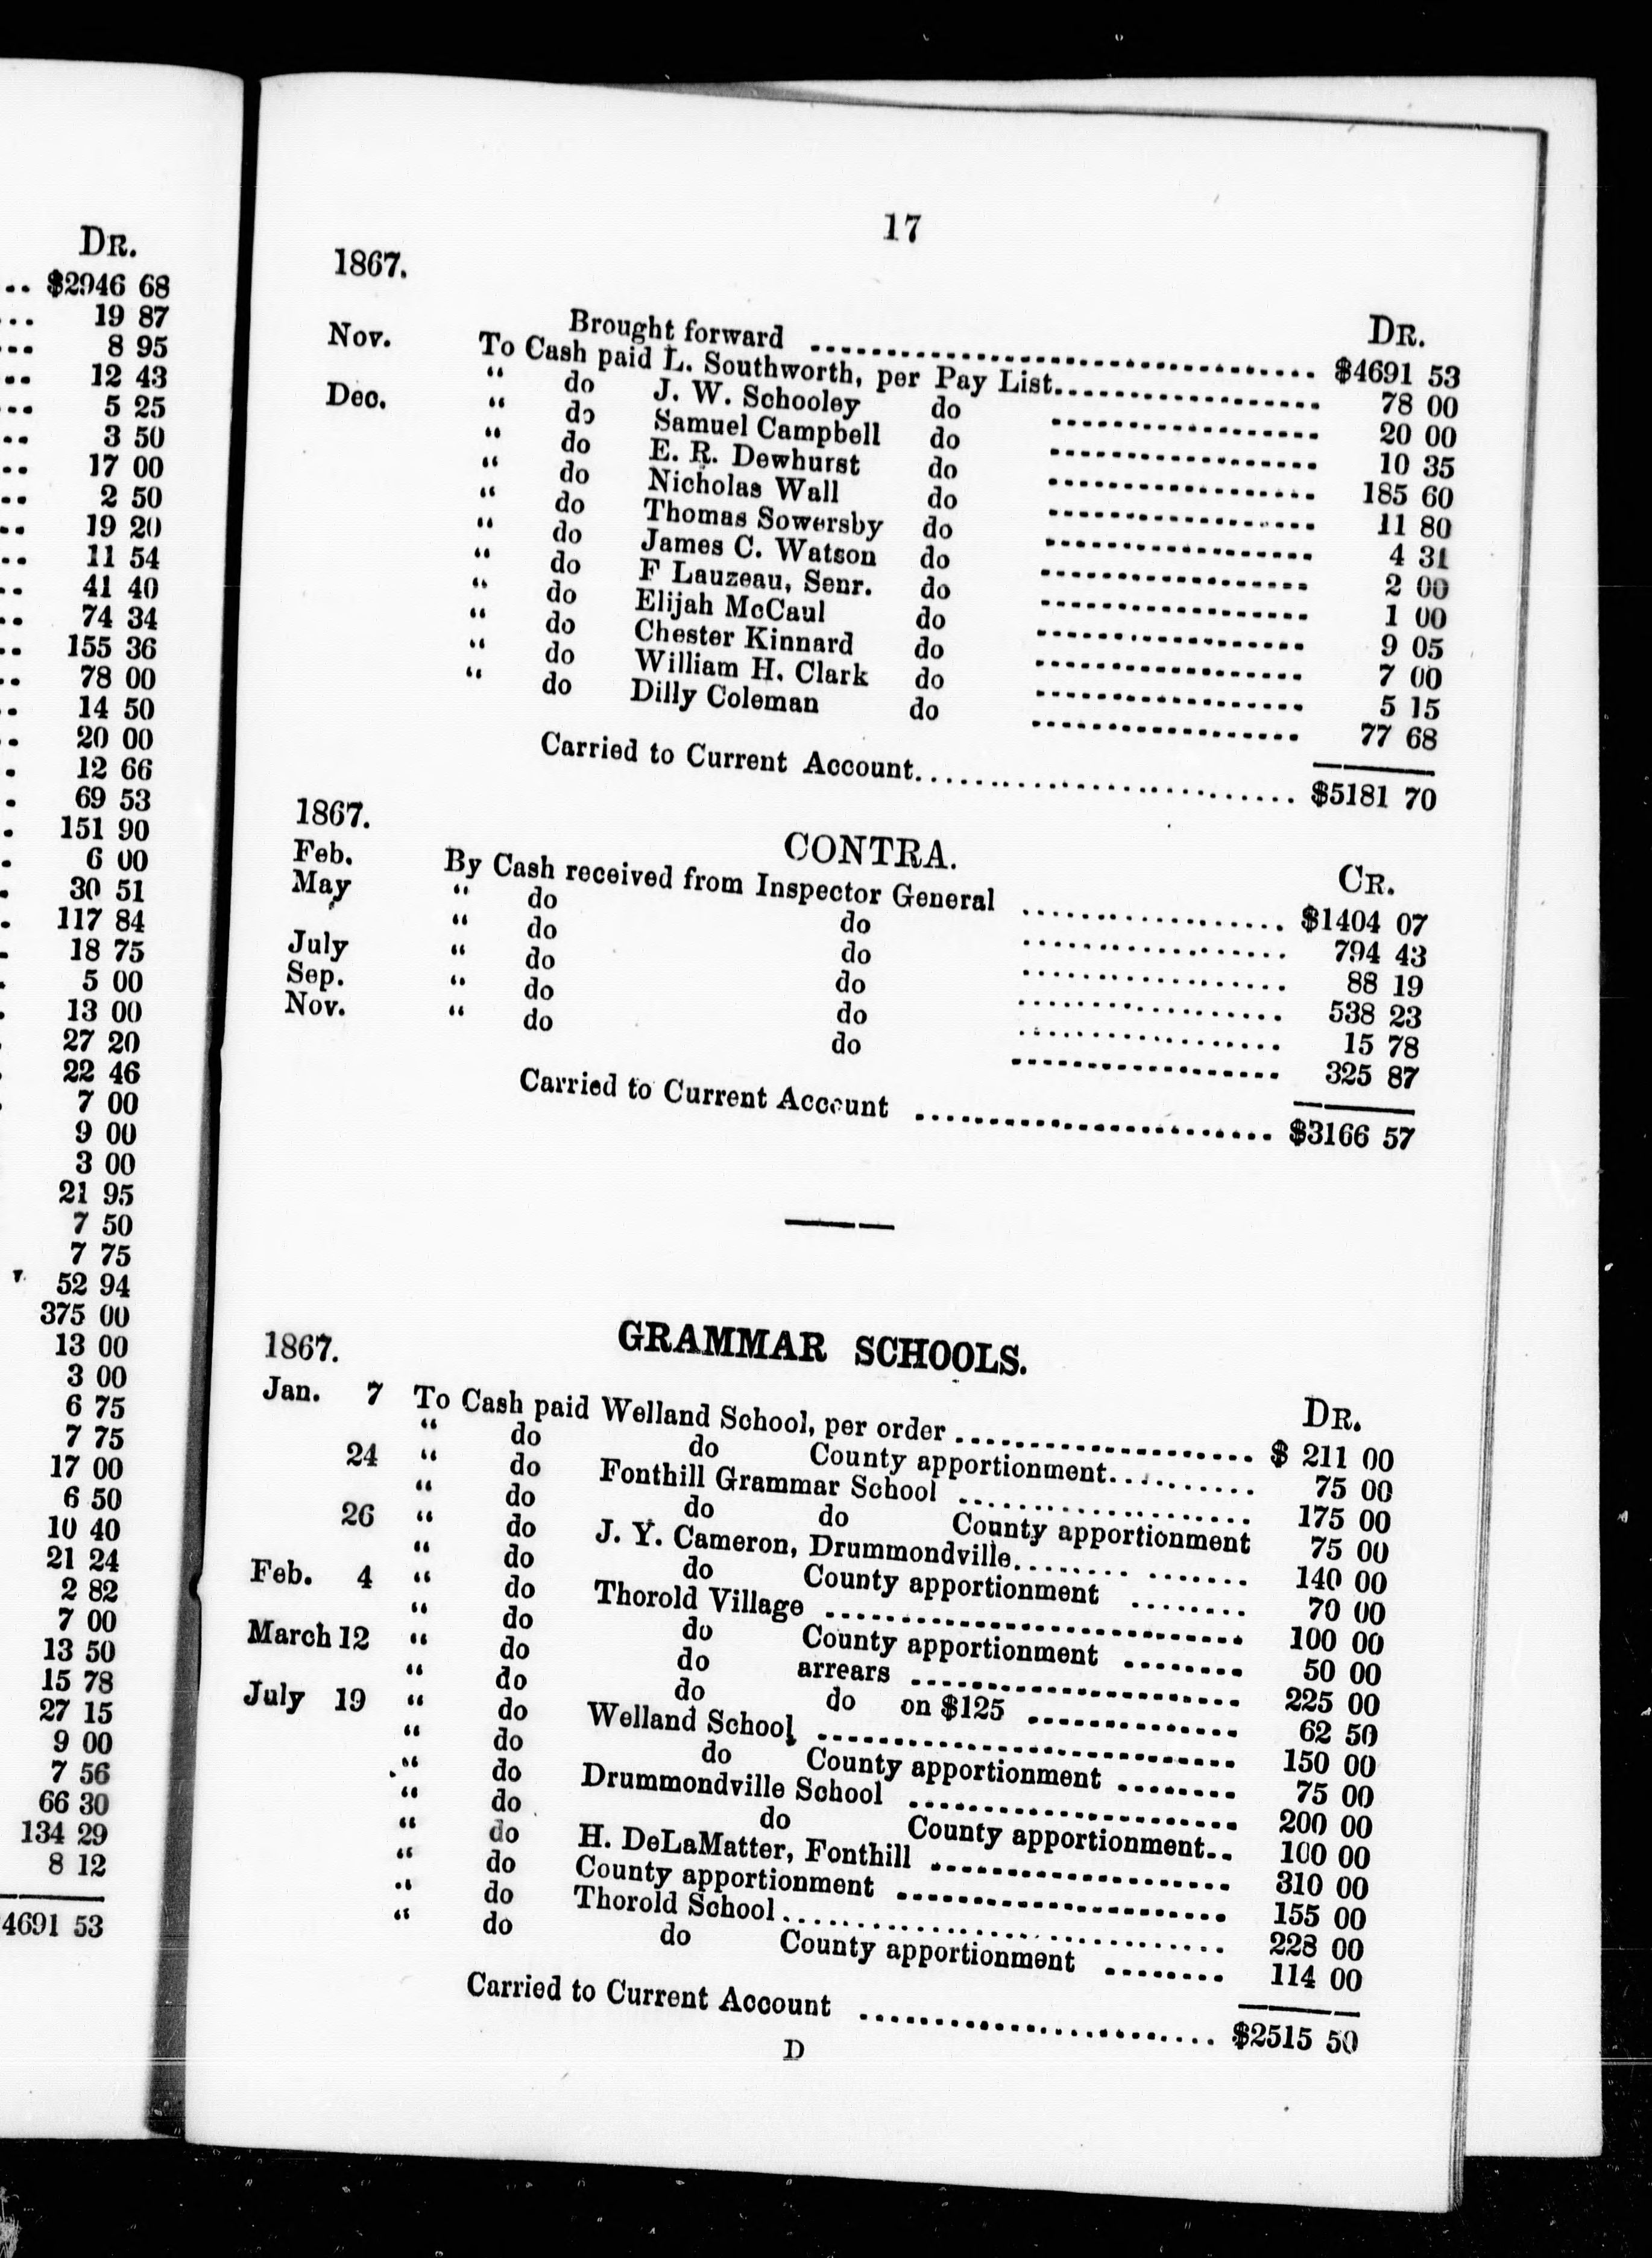 DR.
$2946 68
19 87
8 95
12 43
5 25
3 50
17 00
2 50
19 20
11 54
41 40
74 34
155 36
78 00
14 50
20 00
12 66
69 53
151 90
6 00
30 51
117 84
18 75
5 00
13 00
27 20
22 46
7 00
9 00
3 00
21 95
7 50
7 75
52 94
375 00
13 00
3 00
6 75
7 75
17 00
6 50
10 40
21 24
2 82
7 00
13 50
15 78
27 15
9 00
7 56
66 30
134 29
8 12
4691 53
17
1867. DR.
Brought forward $4691 53
Nov. To Cash paid L. Southworth, per Pay List 78 00
" do J. W. Schooley do 20 00
Dec. " do Samuel Campbell do 10 35
" do E. R. Dewhurst do 185 60
" do Nicholas Wall do 11 80
" do Thomas Sowersby do 4 31
" do James C. Watson do 2 00
" do F Lauzeau, Senr. do 1 00
" do Elijah McCaul do 9 05
" do Chester Kinnard do 7 00
" do William H. Clark do 5 15
" do Dilly Coleman do 77 68
Carried to Current Account $5181 70
1867. CONTRA. CR.
Feb. By Cash received from Inspector General $1404 07
May " do do 794 43
" do do 88 19
July " do do 538 23
Sep. " do do 15 78
Nov. " do do 325 87
Carried to Current Account $3166 57
GRAMMAR SCHOOLS.
1867. DR.
Jan. 7 To Cash paid Welland School, per order $ 211 00
" do do County apportionment 75 00
24 " do Fonthill Grammar School 175 00
" do do do County apportionment 75 00
26 " do J. Y. Cameron, Drummondville 140 00
" do do County apportionment 70 00
Feb. 4 " do Thorold Village 100 00
" do do County apportionment 50 00
March 12 " do do arrears 225 00
" do do do on $125 62 50
July 19 " do Welland School 150 00
" do do County apportionment 75 00
" do Drummondville School 200 00
" do do County apportionment 100 00
" do H. DeLaMatter, Fonthill 310 00
" do County apportionment 155 00
" do Thorold School 228 00
" do do County apportionment 114 00
Carried to Current Account $2515 50
D